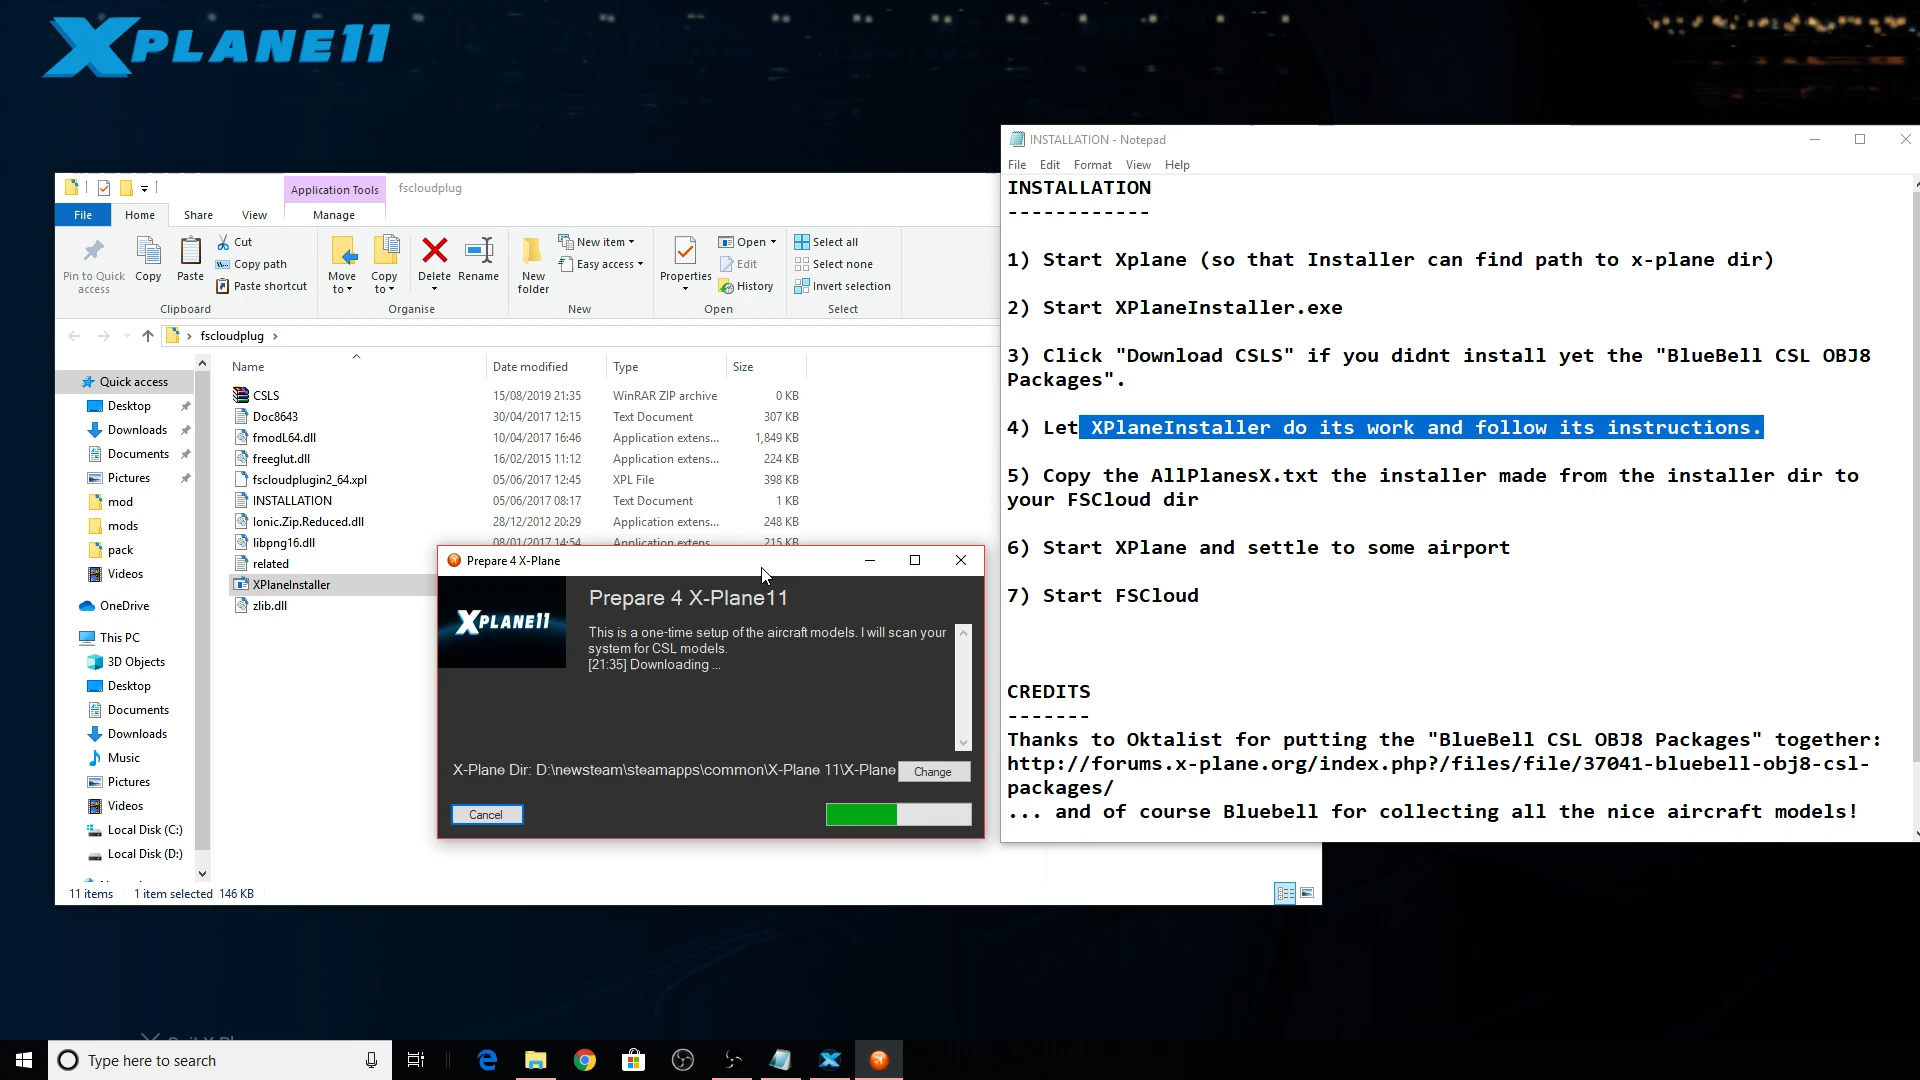 XPLANE11
INSTALLATION - Notepad
File Edit Format View Help
INSTALLATION
------------
1) Start Xplane (so that Installer can find path to x-plane dir)
2) Start XPlaneInstaller.exe
3) Click "Download CSLS" if you didnt install yet the "BlueBell CSL OBJ8
Packages".
4) Let XPlaneInstaller do its work and follow its instructions.
5) Copy the AllPlanesX.txt the installer made from the installer dir to
your FSCloud dir
6) Start XPlane and settle to some airport
7) Start FSCloud
CREDITS
-------
Thanks to Oktalist for putting the "BlueBell CSL OBJ8 Packages" together:
http://forums.x-plane.org/index.php?/files/file/37041-bluebell-obj8-csl-
packages/
... and of course Bluebell for collecting all the nice aircraft models!
Application Tools fscloudplug
File Home Share View Manage
Pin to Quick access
Copy
Paste
Cut
Copy path
Paste shortcut
Clipboard
Move to
Copy to
Delete
Rename
Organise
New folder
New item
Easy access
New
Properties
Open
Edit
History
Open
Select all
Select none
Invert selection
Select
fscloudplug
Name Date modified Type Size
CSLS 15/08/2019 21:35 WinRAR ZIP archive 0 KB
Doc8643 30/04/2017 12:15 Text Document 307 KB
fmodL64.dll 10/04/2017 16:46 Application extens... 1,849 KB
freeglut.dll 16/02/2015 11:12 Application extens... 224 KB
fscloudplugin2_64.xpl 05/06/2017 12:45 XPL File 398 KB
INSTALLATION 05/06/2017 08:17 Text Document 1 KB
Ionic.Zip.Reduced.dll 28/12/2012 20:29 Application extens... 248 KB
libpng16.dll 08/01/2017 14:54 Application extens... 215 KB
related
XPlaneInstaller
zlib.dll
Quick access
Desktop
Downloads
Documents
Pictures
mod
mods
pack
Videos
OneDrive
This PC
3D Objects
Desktop
Documents
Downloads
Music
Pictures
Videos
Local Disk (C:)
Local Disk (D:)
11 items 1 item selected 146 KB
Prepare 4 X-Plane
XPLANE11
Prepare 4 X-Plane11
This is a one-time setup of the aircraft models. I will scan your
system for CSL models.
[21:35] Downloading ...
X-Plane Dir: D:\newsteam\steamapps\common\X-Plane 11\X-Plane
Change
Cancel
Type here to search